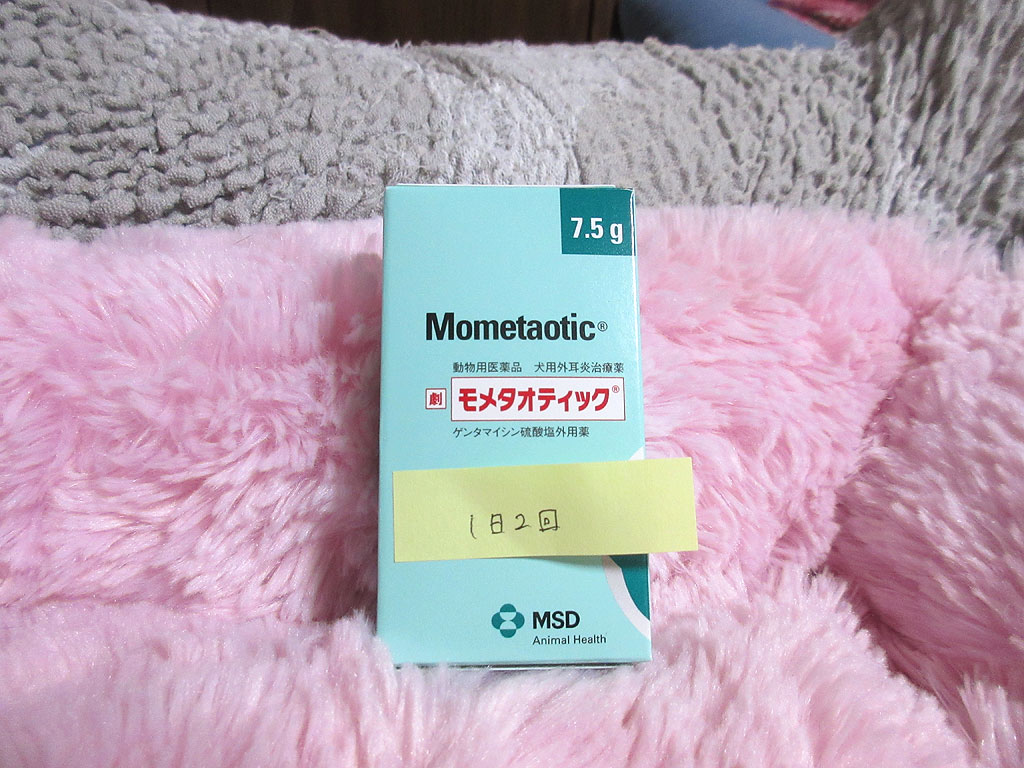 7.5 g
Mometaotic®
動物用医薬品 犬用外耳炎治療薬
劇 モメタオティック®
ゲンタマイシン硫酸塩外用薬
1日2回
MSD
Animal Health